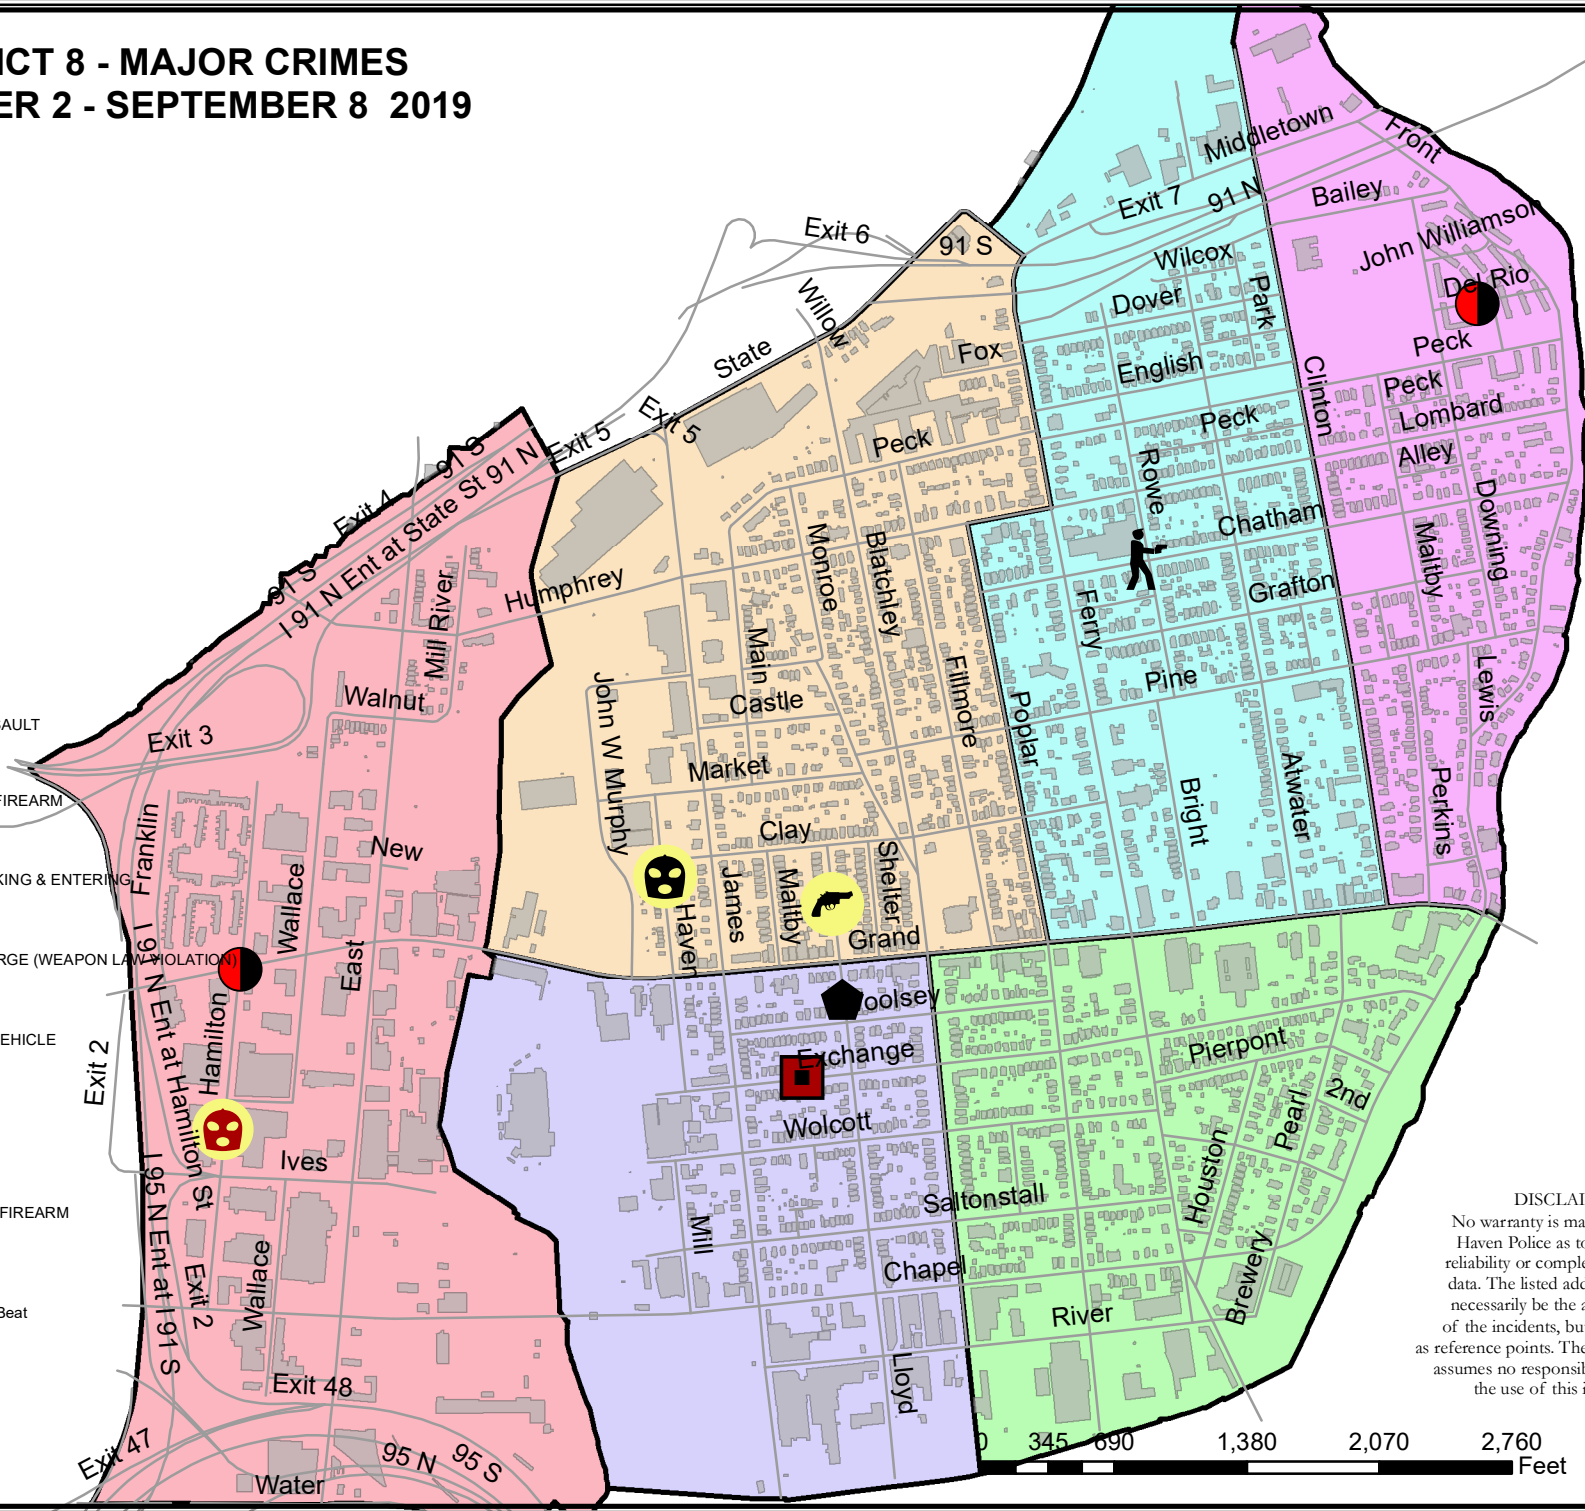 ICT 8 - MAJOR CRIMES
ER 2 - SEPTEMBER 8 2019
Middletown
Front
Exit 7
91 N
Bailey
Exit 6
91 S
John Williamson
Wilcox
Del Rio
Willow
Dover
Park
State
Fox
English
Peck
Clinton
Peck
Lombard
Exit 5
Exit 5
Peck
Peck
Alley
91 S
91 N
Exit 4
I 91 N Ent at State St
Rowe
Chatham
Downing
Maltby
Monroe
Blatchley
91 S
Humphrey
Mill River
Grafton
Ferry
Main
Fillmore
Pine
Lewis
Walnut
John W Murphy
Castle
Poplar
Exit 3
Market
Bright
Atwater
Perkins
SAULT
FIREARM
Franklin
New
Clay
Shelter
KING & ENTERING
Wallace
James
Maltby
Haven
Grand
RGE (WEAPON LAW VIOLATION)
East
I 91 N Ent at Hamilton St
Hamilton
oolsey
EHICLE
Exit 2
Exchange
Pierpont
2nd
Pearl
Wolcott
Ives
Houston
Saltonstall
FIREARM
Mill
I 95 N Ent at I 91 S
Exit 2
Wallace
Chapel
Brewery
River
Beat
Lloyd
Exit 48
Exit 47
95 N
95 S
Water
DISCLAI
No warranty is ma
Haven Police as to
reliability or comple
data. The listed add
necessarily be the a
of the incidents, bu
as reference points. The
assumes no responsib
the use of this i
0 345 690 1,380 2,070 2,760
Feet